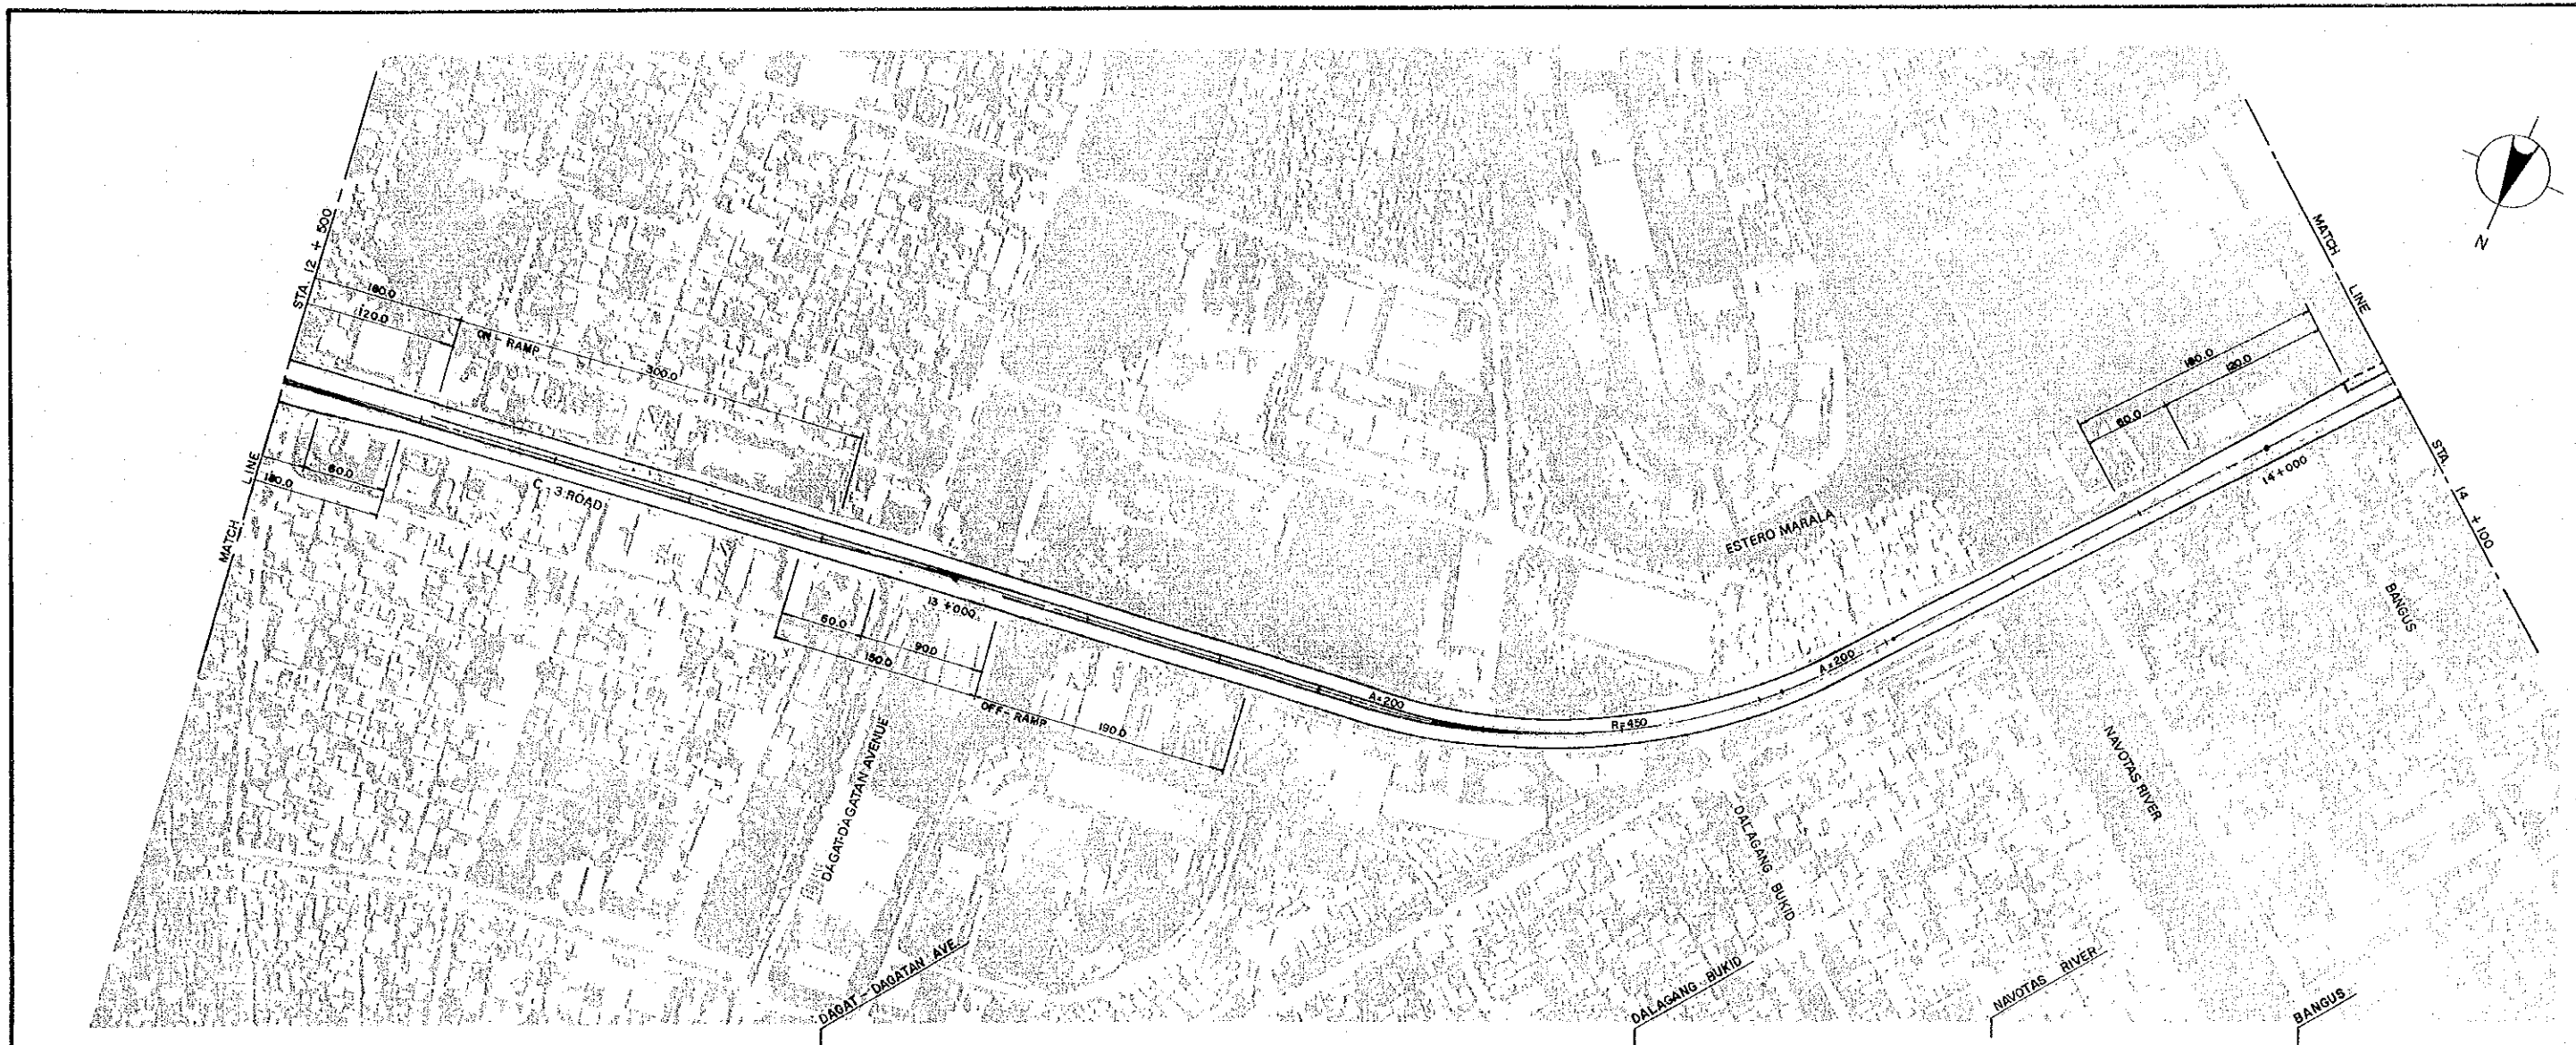 STA. 12 + 500
MATCH LINE
180.0
120.0
ON - RAMP
300.0
60.0
180.0
C - 3 ROAD
13 + 000
60.0
90.0
150.0
OFF - RAMP
190.0
DAGAT-DAGATAN AVENUE
A=200
R=450
A=200
ESTERO MARALA
DALAGANG BUKID
NAVOTAS RIVER
BANGUS
180.0
120.0
60.0
14+000
MATCH LINE
STA. 14 + 100
N
DAGAT - DAGATAN AVE.
DALAGANG BUKID
NAVOTAS RIVER
BANGUS